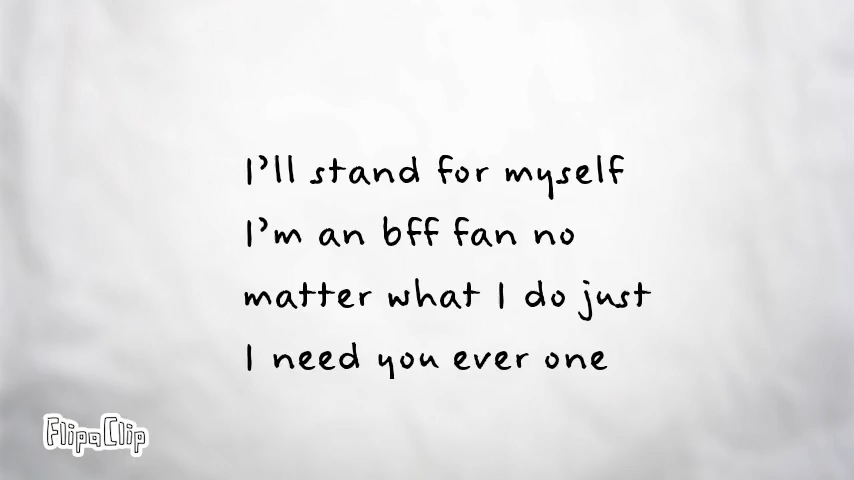 I'll stand for myself
I'm an bff fan no
matter what I do just
I need you ever one
FlipaClip